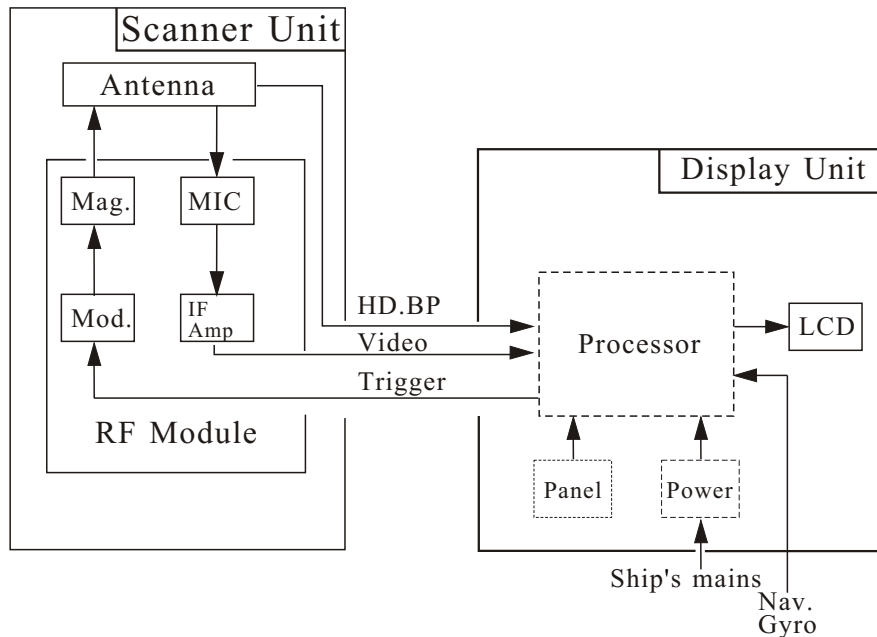 Scanner Unit
Antenna
Display Unit
Mag.
MIC
HD.BP
Mod.
IF
Amp
LCD
Video
Processor
Trigger
RF Module
Panel
Power
Ship's mains
Nav.
Gyro